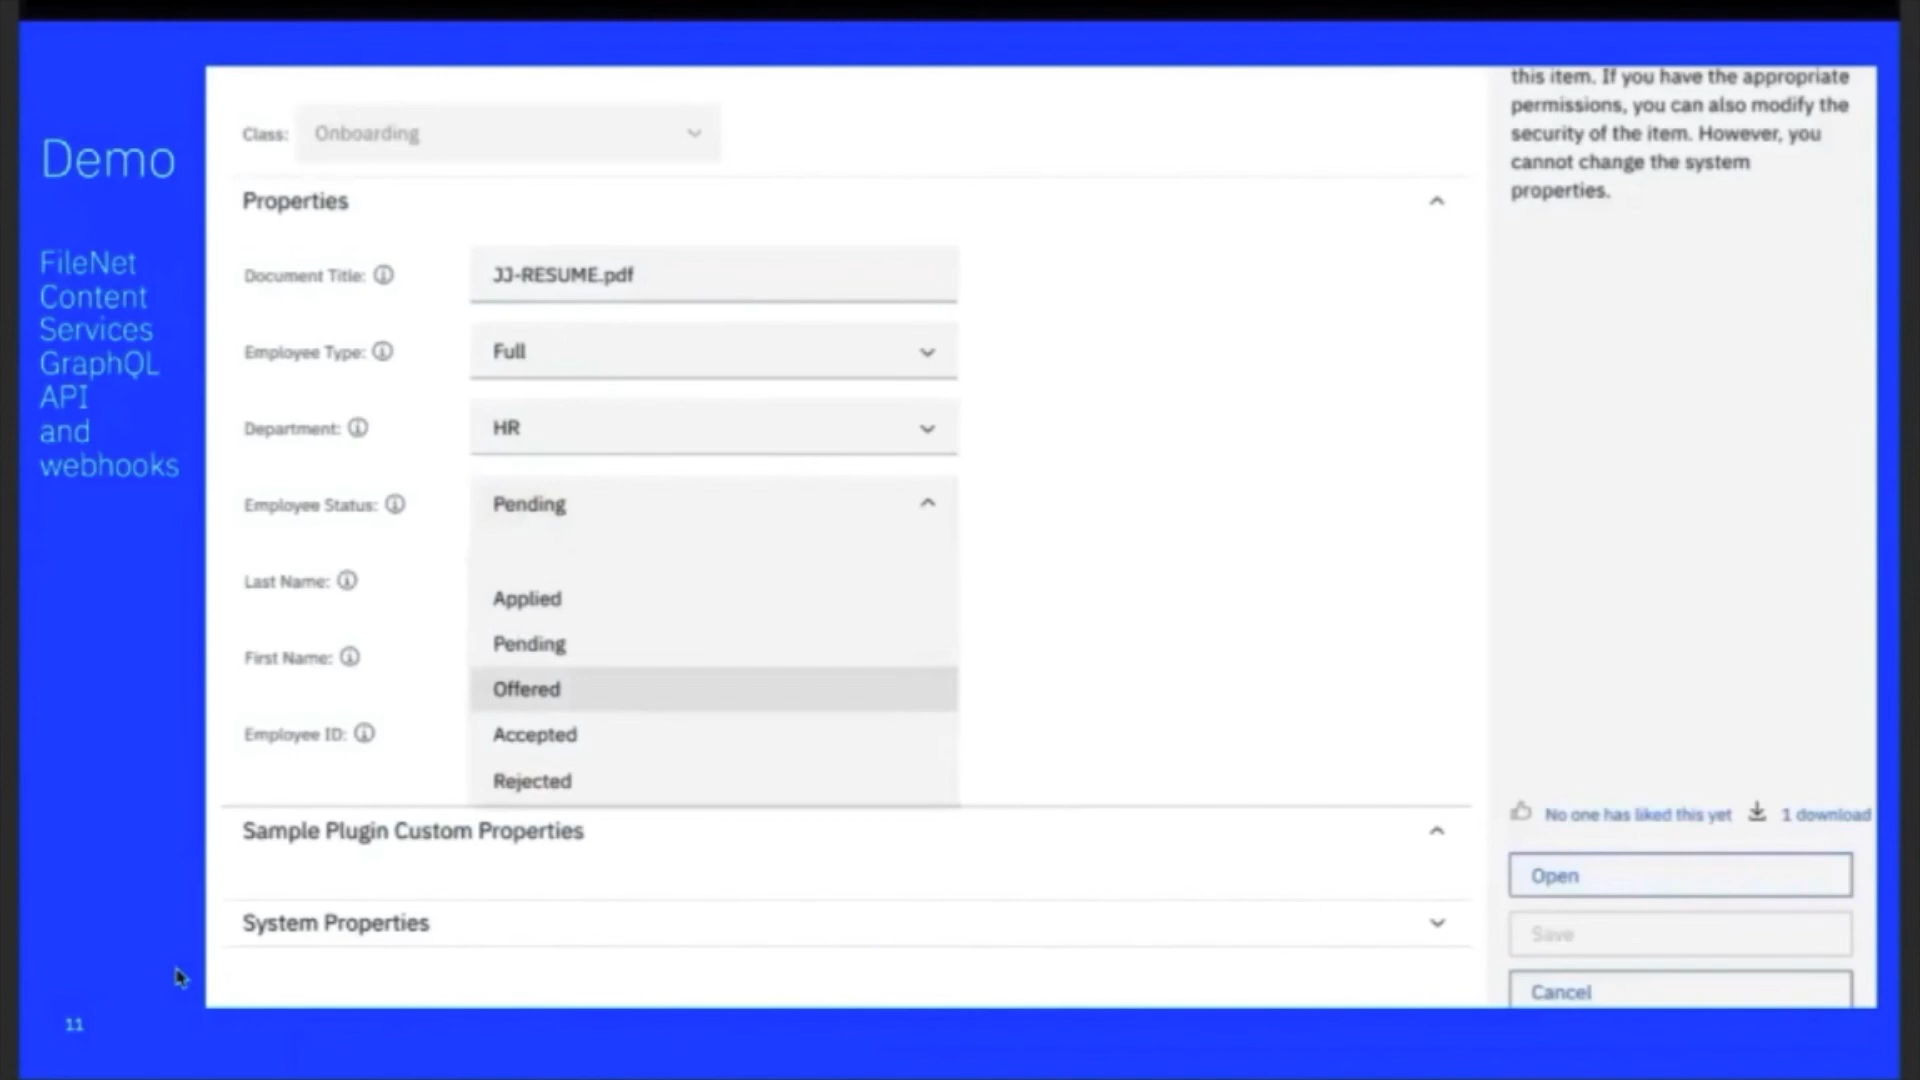 Demo
FileNet
Content
Services
GraphQL
API
and
webhooks
11
Class: Onboarding
Properties
Document Title: JJ-RESUME.pdf
Employee Type: Full
Department: HR
Employee Status: Pending
Applied
Pending
Offered
Accepted
Rejected
Last Name:
First Name:
Employee ID:
Sample Plugin Custom Properties
System Properties
this item. If you have the appropriate
permissions, you can also modify the
security of the item. However, you
cannot change the system
properties.
No one has liked this yet 1 download
Open
Save
Cancel